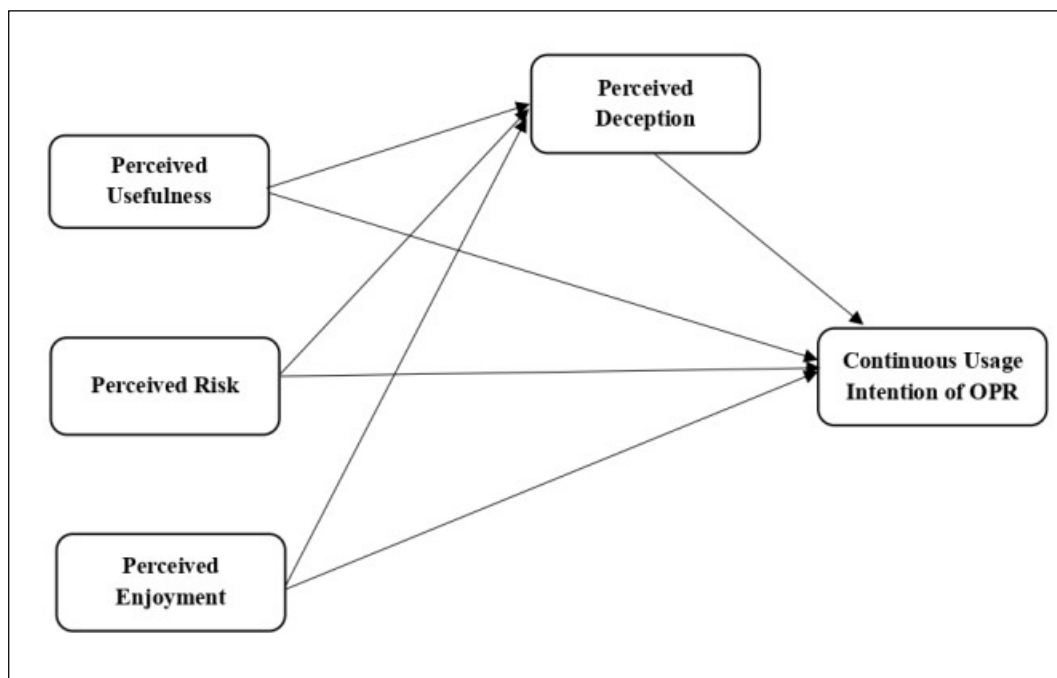 Perceived
Deception
Perceived
Usefulness
Perceived Risk
Continuous Usage
Intention of OPR
Perceived
Enjoyment